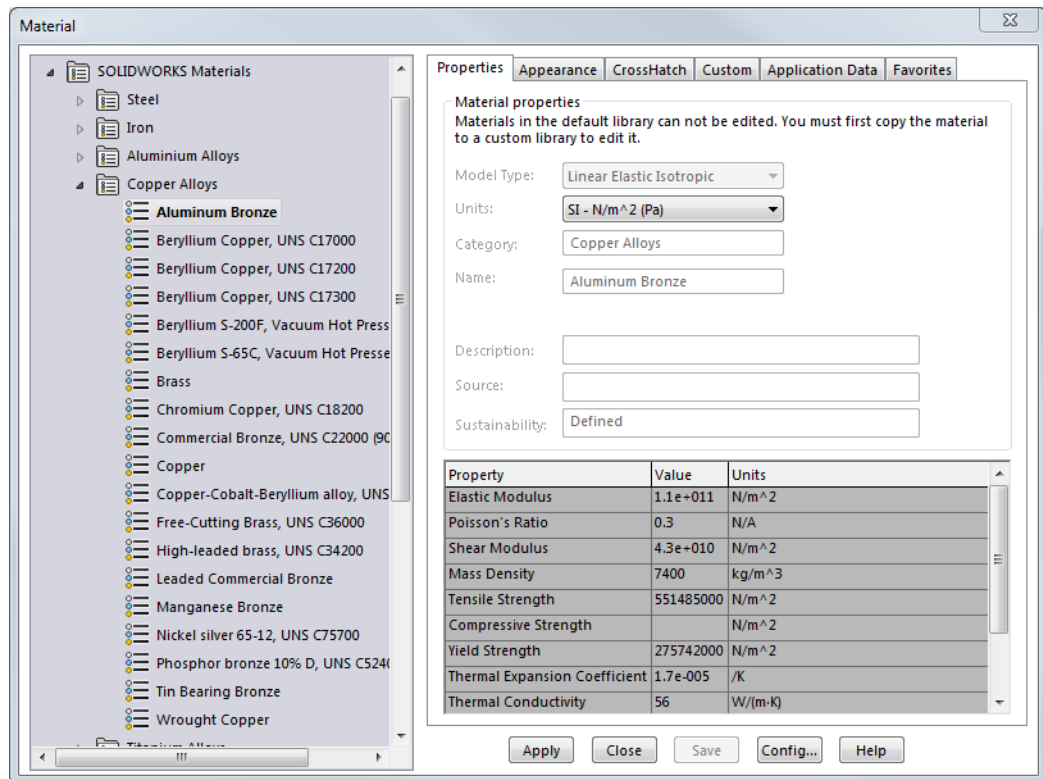 Material
SOLIDWORKS Materials
Steel
Iron
Aluminium Alloys
Copper Alloys
Aluminum Bronze
Beryllium Copper, UNS C17000
Beryllium Copper, UNS C17200
Beryllium Copper, UNS C17300
Beryllium S-200F, Vacuum Hot Press
Beryllium S-65C, Vacuum Hot Presse
Brass
Chromium Copper, UNS C18200
Commercial Bronze, UNS C22000 (90
Copper
Copper-Cobalt-Beryllium alloy, UNS
Free-Cutting Brass, UNS C36000
High-leaded brass, UNS C34200
Leaded Commercial Bronze
Manganese Bronze
Nickel silver 65-12, UNS C75700
Phosphor bronze 10% D, UNS C5240
Tin Bearing Bronze
Wrought Copper
Titanium Alloys
Properties Appearance CrossHatch Custom Application Data Favorites
Material properties
Materials in the default library can not be edited. You must first copy the material
to a custom library to edit it.
Model Type: Linear Elastic Isotropic
Units: SI - N/m^2 (Pa)
Category: Copper Alloys
Name: Aluminum Bronze
Description:
Source:
Sustainability: Defined
Property Value Units
Elastic Modulus 1.1e+011 N/m^2
Poisson's Ratio 0.3 N/A
Shear Modulus 4.3e+010 N/m^2
Mass Density 7400 kg/m^3
Tensile Strength 551485000 N/m^2
Compressive Strength N/m^2
Yield Strength 275742000 N/m^2
Thermal Expansion Coefficient 1.7e-005 /K
Thermal Conductivity 56 W/(m·K)
Apply Close Save Config... Help